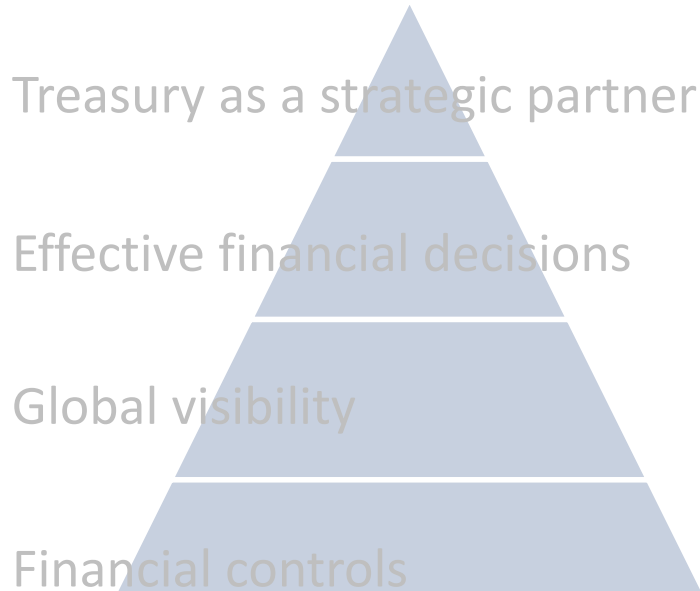 Treasury as a strategic partner
Effective financial decisions
Global visibility
Financial controls